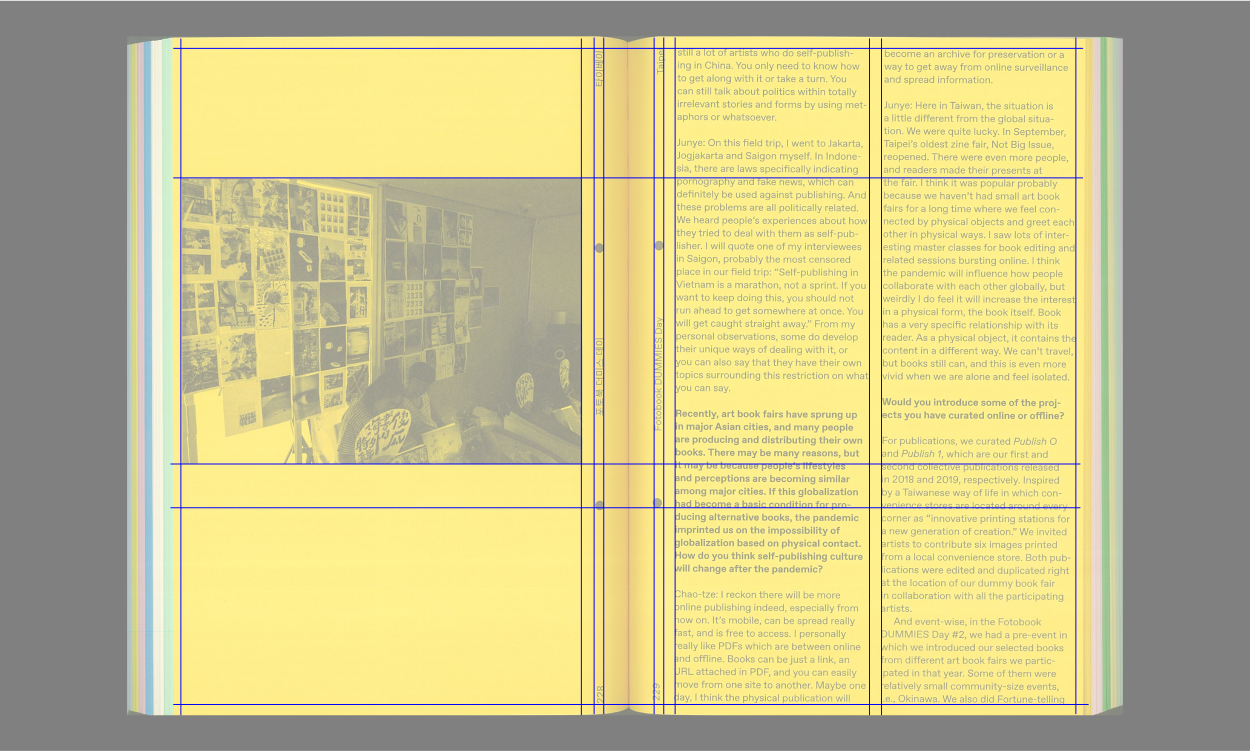 타이베이
포토북 더미스 데이
228
Taipei
Fotobook DUMMIES Day
229
still a lot of artists who do self-publish-
ing in China. You only need to know how
to get along with it or take a turn. You
can still talk about politics within totally
irrelevant stories and forms by using met-
aphors or whatsoever.
Junye: On this field trip, I went to Jakarta,
Jogjakarta and Saigon myself. In Indone-
sia, there are laws specifically indicating
pornography and fake news, which can
definitely be used against publishing. And
these problems are all politically related.
We heard people's experiences about how
they tried to deal with them as self-pub-
lisher. I will quote one of my interviewees
in Saigon, probably the most censored
place in our field trip: “Self-publishing in
Vietnam is a marathon, not a sprint. If you
want to keep doing this, you should not
run ahead to get somewhere at once. You
will get caught straight away.” From my
personal observations, some do develop
their unique ways of dealing with it, or
you can also say that they have their own
topics surrounding this restriction on what
you can say.
Recently, art book fairs have sprung up
in major Asian cities, and many people
are producing and distributing their own
books. There may be many reasons, but
it may be because people's lifestyles
and perceptions are becoming similar
among major cities. If this globalization
had become a basic condition for pro-
ducing alternative books, the pandemic
imprinted us on the impossibility of
globalization based on physical contact.
How do you think self-publishing culture
will change after the pandemic?
Chao-tze: I reckon there will be more
online publishing indeed, especially from
now on. It's mobile, can be spread really
fast, and is free to access. I personally
really like PDFs which are between online
and offline. Books can be just a link, an
URL attached in PDF, and you can easily
move from one site to another. Maybe one
day, I think the physical publication will
become an archive for preservation or a
way to get away from online surveillance
and spread information.
Junye: Here in Taiwan, the situation is
a little different from the global situa-
tion. We were quite lucky. In September,
Taipei's oldest zine fair, Not Big Issue,
reopened. There were even more people,
and readers made their presents at
the fair. I think it was popular probably
because we haven't had small art book
fairs for a long time where we feel con-
nected by physical objects and greet each
other in physical ways. I saw lots of inter-
esting master classes for book editing and
related sessions bursting online. I think
the pandemic will influence how people
collaborate with each other globally, but
weirdly I do feel it will increase the interest
in a physical form, the book itself. Book
has a very specific relationship with its
reader. As a physical object, it contains the
content in a different way. We can't travel,
but books still can, and this is even more
vivid when we are alone and feel isolated.
Would you introduce some of the proj-
ects you have curated online or offline?
For publications, we curated Publish O
and Publish 1, which are our first and
second collective publications released
in 2018 and 2019, respectively. Inspired
by a Taiwanese way of life in which con-
venience stores are located around every
corner as “innovative printing stations for
a new generation of creation.” We invited
artists to contribute six images printed
from a local convenience store. Both pub-
lications were edited and duplicated right
at the location of our dummy book fair
in collaboration with all the participating
artists.
And event-wise, in the Fotobook
DUMMIES Day #2, we had a pre-event in
which we introduced our selected books
from different art book fairs we partic-
ipated in that year. Some of them were
relatively small community-size events,
i.e., Okinawa. We also did Fortune-telling